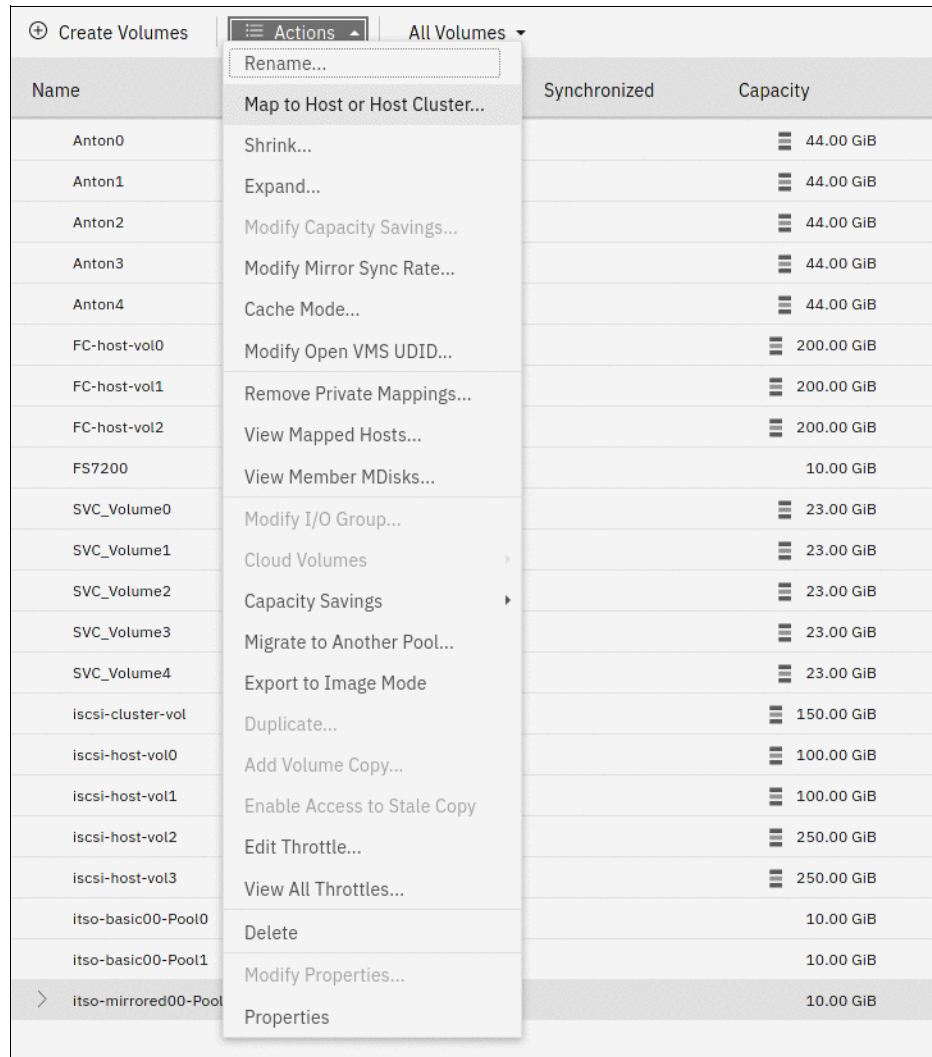 Create Volumes Actions All Volumes
Rename...
Name Synchronized Capacity
Map to Host or Host Cluster...
Anton0 Shrink... 44.00 GiB
Anton1 Expand... 44.00 GiB
Anton2 Modify Capacity Savings... 44.00 GiB
Anton3 Modify Mirror Sync Rate... 44.00 GiB
Anton4 Cache Mode... 44.00 GiB
FC-host-vol0 Modify Open VMS UDID... 200.00 GiB
FC-host-vol1 Remove Private Mappings... 200.00 GiB
FC-host-vol2 View Mapped Hosts... 200.00 GiB
FS7200 View Member MDisks... 10.00 GiB
SVC_Volume0 Modify I/O Group... 23.00 GiB
SVC_Volume1 Cloud Volumes 23.00 GiB
SVC_Volume2 Capacity Savings 23.00 GiB
SVC_Volume3 Migrate to Another Pool... 23.00 GiB
SVC_Volume4 Export to Image Mode 23.00 GiB
iscsi-cluster-vol Duplicate... 150.00 GiB
iscsi-host-vol0 Add Volume Copy... 100.00 GiB
iscsi-host-vol1 Enable Access to Stale Copy 100.00 GiB
iscsi-host-vol2 Edit Throttle... 250.00 GiB
iscsi-host-vol3 View All Throttles... 250.00 GiB
itso-basic00-Pool0 Delete 10.00 GiB
itso-basic00-Pool1 Modify Properties... 10.00 GiB
itso-mirrored00-Pool Properties 10.00 GiB